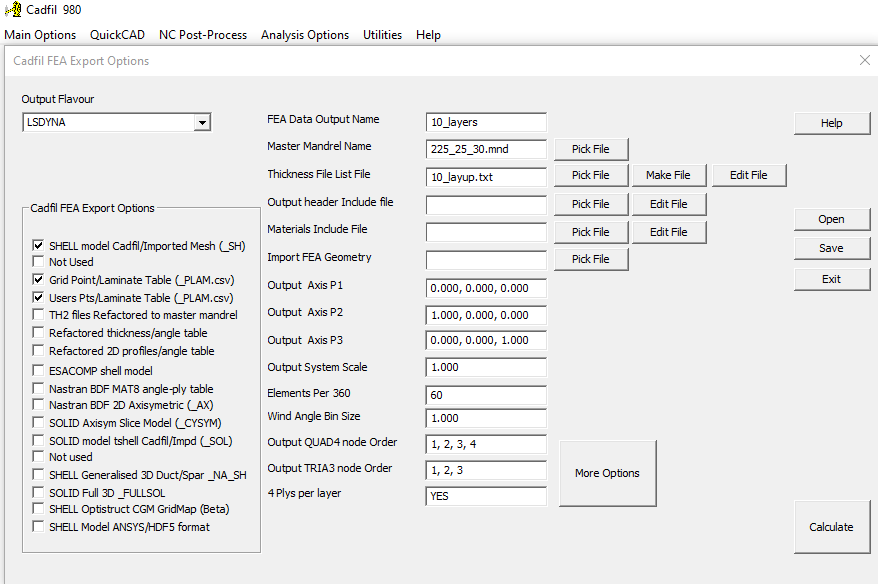 Cadfil 980
Main Options QuickCAD NC Post-Process Analysis Options Utilities Help
Cadfil FEA Export Options
Output Flavour
LSDYNA
FEA Data Output Name 10_layers Help
Master Mandrel Name 225_25_30.mnd Pick File
Thickness File List File 10_layup.txt Pick File Make File Edit File
Output header Include file Pick File Edit File
Materials Include File Pick File Edit File
Import FEA Geometry Pick File
Output Axis P1 0.000, 0.000, 0.000
Output Axis P2 1.000, 0.000, 0.000
Output Axis P3 0.000, 0.000, 1.000
Output System Scale 1.000
Elements Per 360 60
Wind Angle Bin Size 1.000
Output QUAD4 node Order 1, 2, 3, 4
Output TRIA3 node Order 1, 2, 3
4 Plys per layer YES
More Options
Open
Save
Exit
Calculate
Cadfil FEA Export Options
SHELL model Cadfil/Imported Mesh (_SH)
Not Used
Grid Point/Laminate Table (_PLAM.csv)
Users Pts/Laminate Table (_PLAM.csv)
TH2 files Refactored to master mandrel
Refactored thickness/angle table
Refactored 2D profiles/angle table
ESACOMP shell model
Nastran BDF MAT8 angle-ply table
Nastran BDF 2D Axisymetric (_AX)
SOLID Axisym Slice Model (_CYSYM)
SOLID model tshell Cadfil/Impd (_SOL)
Not used
SHELL Generalised 3D Duct/Spar _NA_SH
SOLID Full 3D _FULLSOL
SHELL Optistruct CGM GridMap (Beta)
SHELL Model ANSYS/HDF5 format